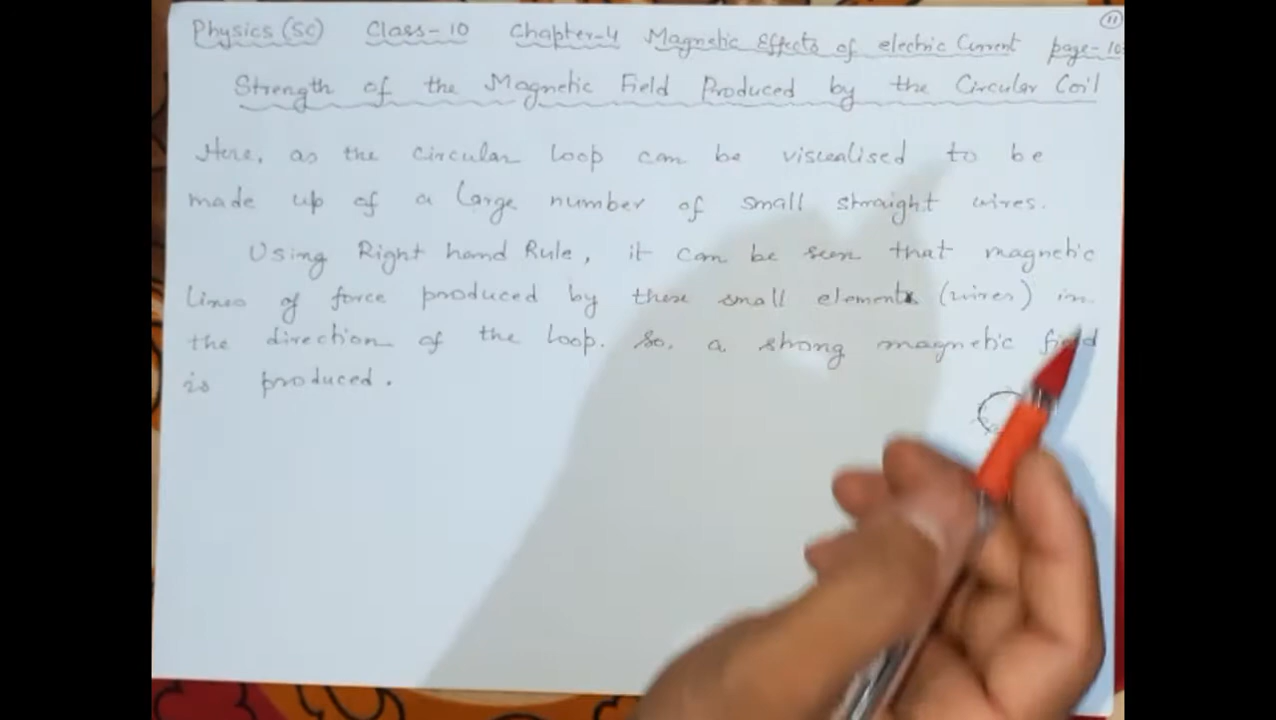 11
Physics (SC) Class-10 Chapter-4 Magnetic Effects of electric Current page-10
Strength of the Magnetic Field Produced by the Circular Coil
Here, as the circular loop can be visualised to be
made up of a large number of small straight wires.
Using Right hand Rule, it can be seen that magnetic
lines of force produced by these small elements (wires) in
the direction of the loop. So, a strong magnetic field
is produced.